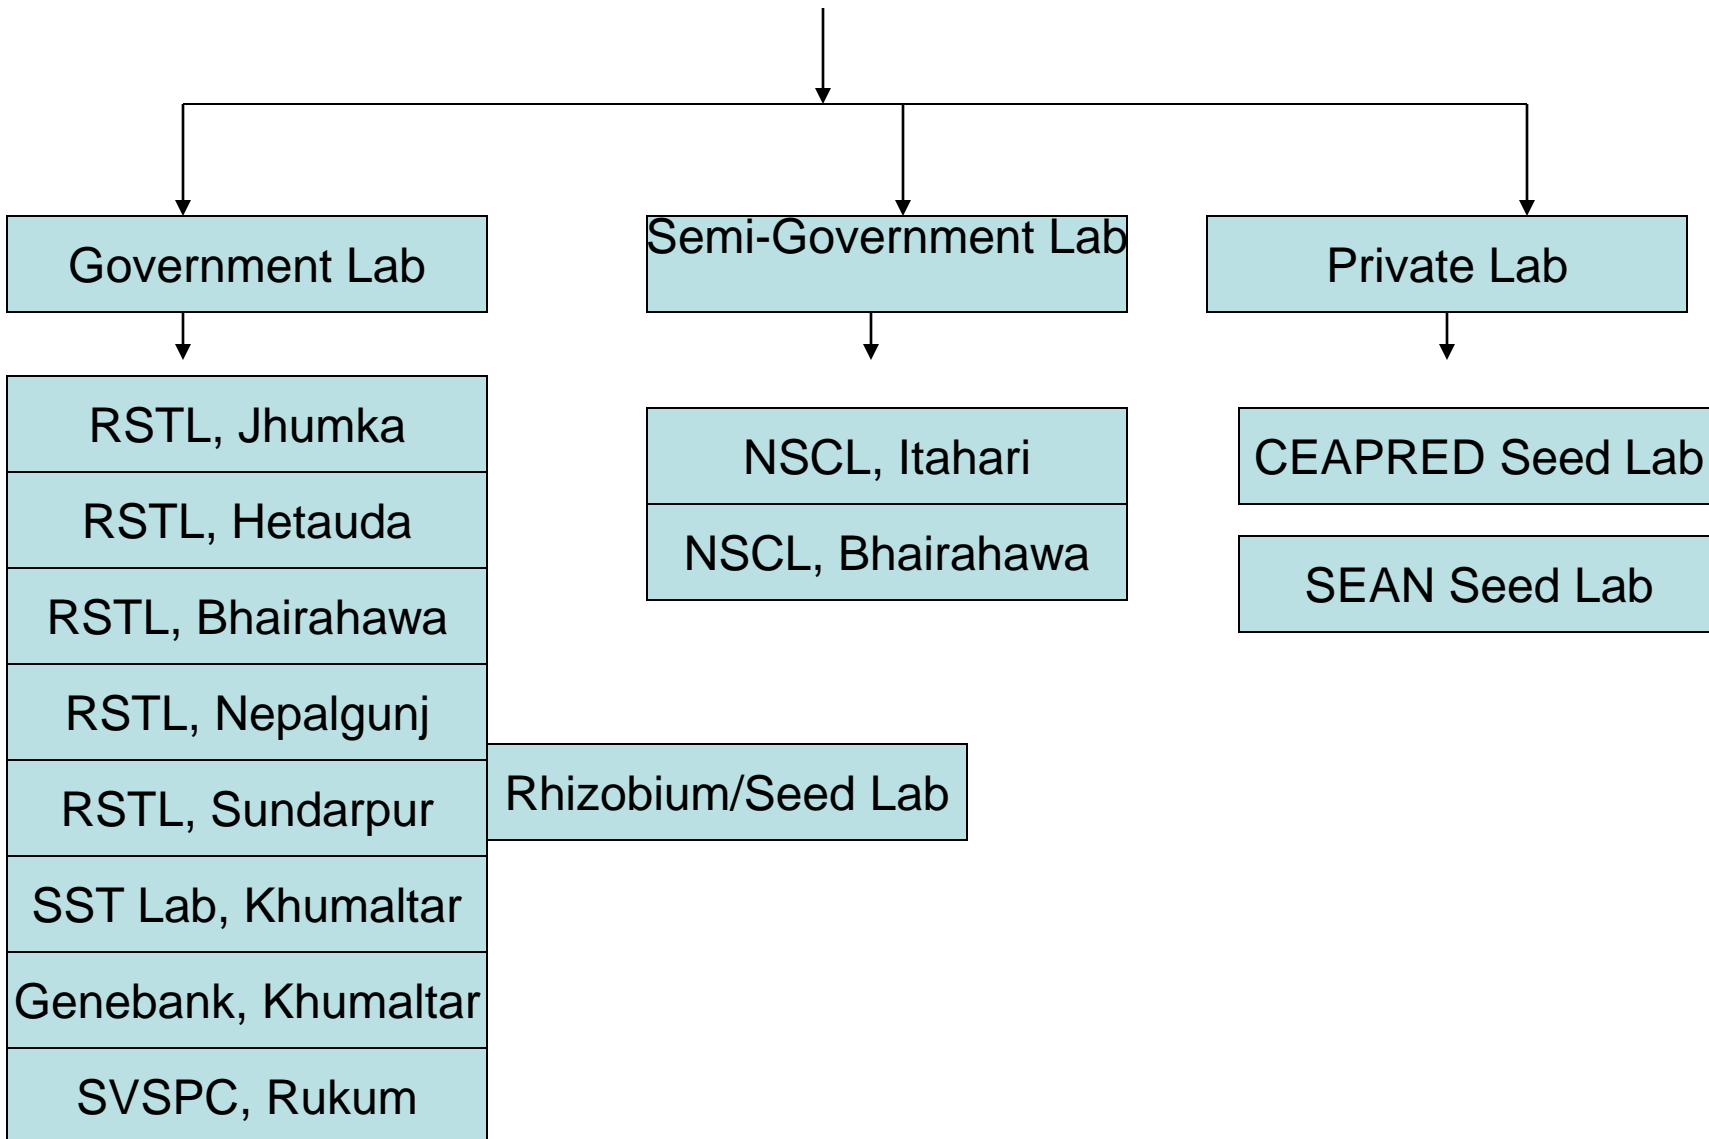 Government Lab
Semi-Government Lab
Private Lab
RSTL, Jhumka
RSTL, Hetauda
RSTL, Bhairahawa
RSTL, Nepalgunj
RSTL, Sundarpur
SST Lab, Khumaltar
Genebank, Khumaltar
SVSPC, Rukum
Rhizobium/Seed Lab
NSCL, Itahari
NSCL, Bhairahawa
CEAPRED Seed Lab
SEAN Seed Lab